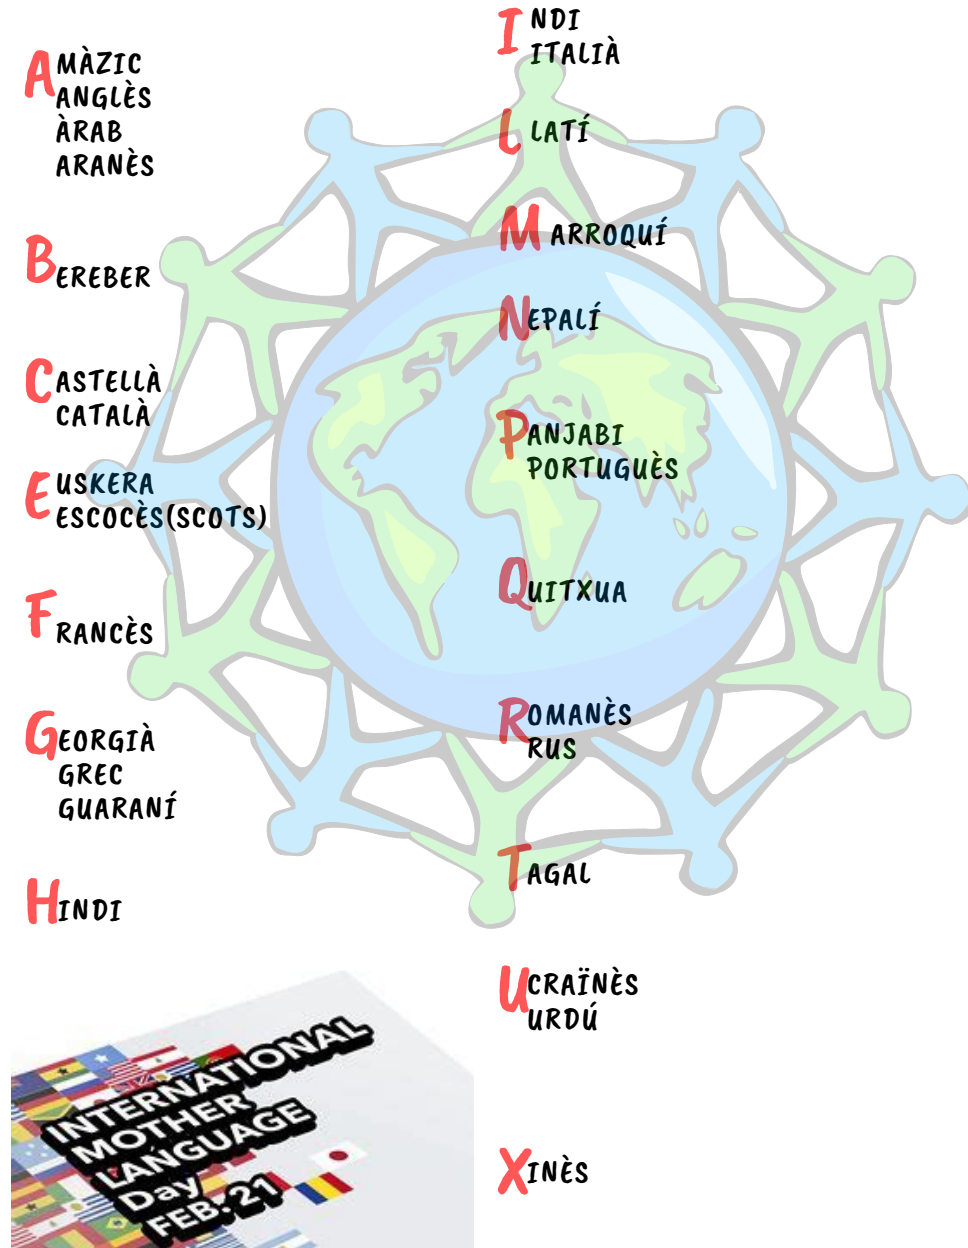 AMÀZIC
ANGLÈS
ÀRAB
ARANÈS
BEREBER
CASTELLÀ
CATALÀ
EUSKERA
ESCOCÈS(SCOTS)
FRANCÈS
GEORGIÀ
GREC
GUARANÍ
HINDI
INTERNATIONAL
MOTHER
LANGUAGE
Day
FEB. 21
INDI
ITALIÀ
L LATÍ
MARROQUÍ
NEPALÍ
PANJABI
PORTUGUÈS
QUITXUA
ROMANÈS
RUS
TAGAL
UCRAÏNÈS
URDÚ
XINÈS